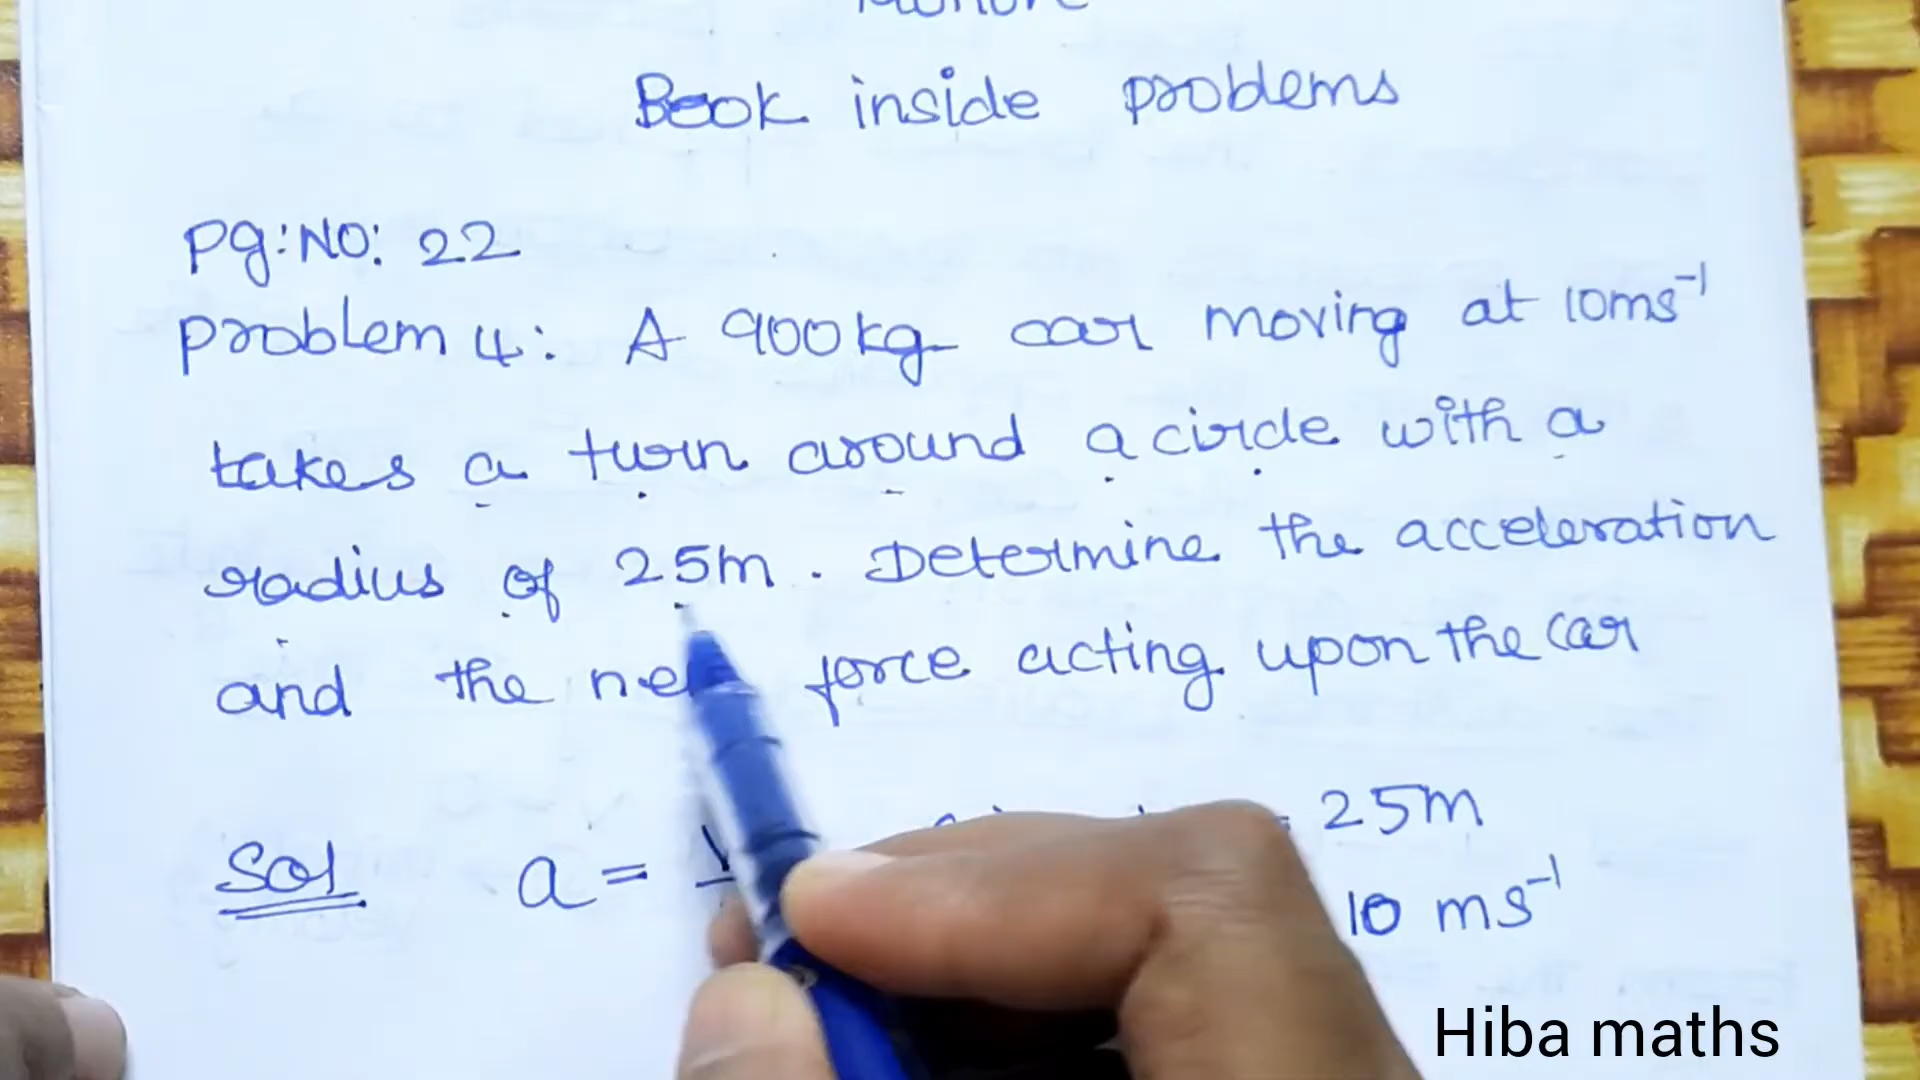 Book inside problems
Pg:NO: 22
problem 4: A 900kg car moving at 10ms⁻¹
takes a turn around a circle with a
radius of 25m. Determine the acceleration
and the net force acting upon the car
Sol a = = 25m
10 ms⁻¹
Hiba maths